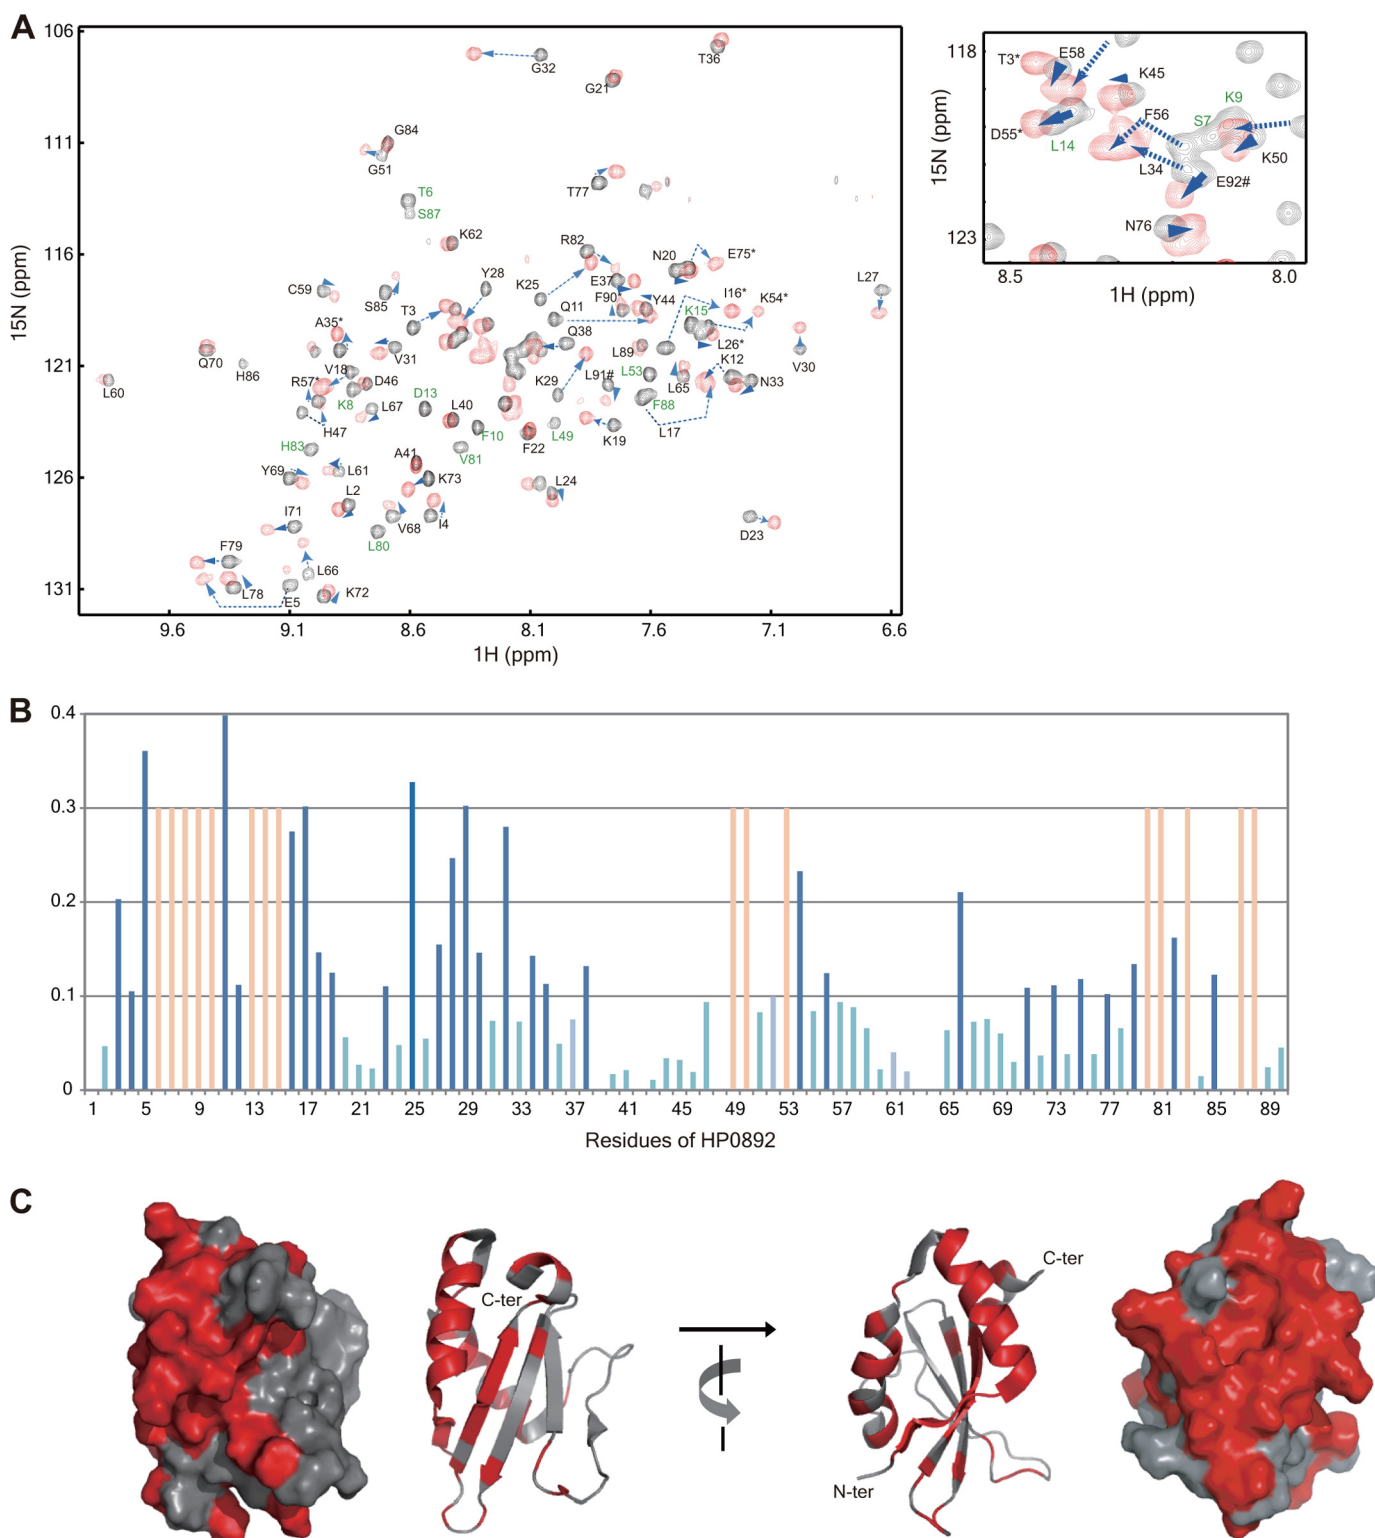 A
106
111
116
121
126
131
15N (ppm)
9.6 9.1 8.6 8.1 7.6 7.1 6.6
1H (ppm)
G32
T36
G21
G84
G51
T77
T6
S87
K62
R82
N20
E75*
Y28
E37
K25
C59
S85
F90
Y44
I16*
K54*
L27
T3
Q11
K15
A35*
Q38
L26*
V31
L89
K12
V30
Q70
H86
V18
L60
R57*
D46
K29
L91#
L53
L65
N33
K8
L67
D13
F88
H47
L40
F10
L49
K19
L17
F22
H83
V81
A41
Y69
L61
K73
L24
L2
I71
V68
I4
D23
L80
F79
L66
L78
E5
K72
118
123
15N (ppm)
8.5 8.0
1H (ppm)
T3*
E58
K45
K9
S7
F56
D55*
L14
K50
L34
E92#
N76
B
0.4
0.3
0.2
0.1
0
1 5 9 13 17 21 25 29 33 37 41 45 49 53 57 61 65 69 73 77 81 85 89
Residues of HP0892
C
C-ter
C-ter
N-ter